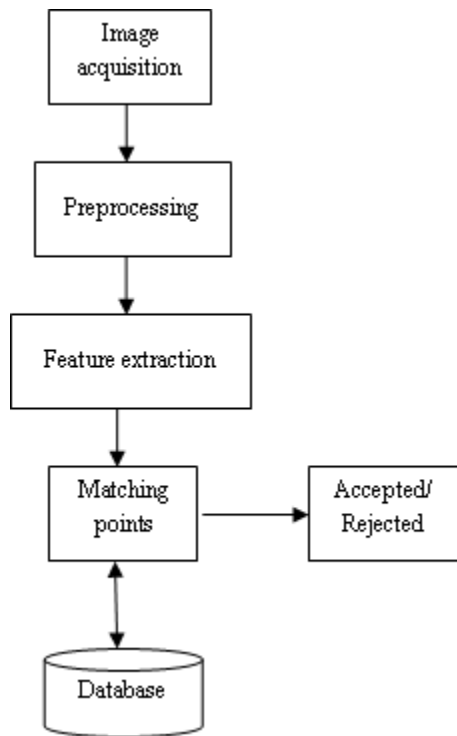 Image
acquisition
Preprocessing
Feature extraction
Matching
points
Accepted/
Rejected
Database